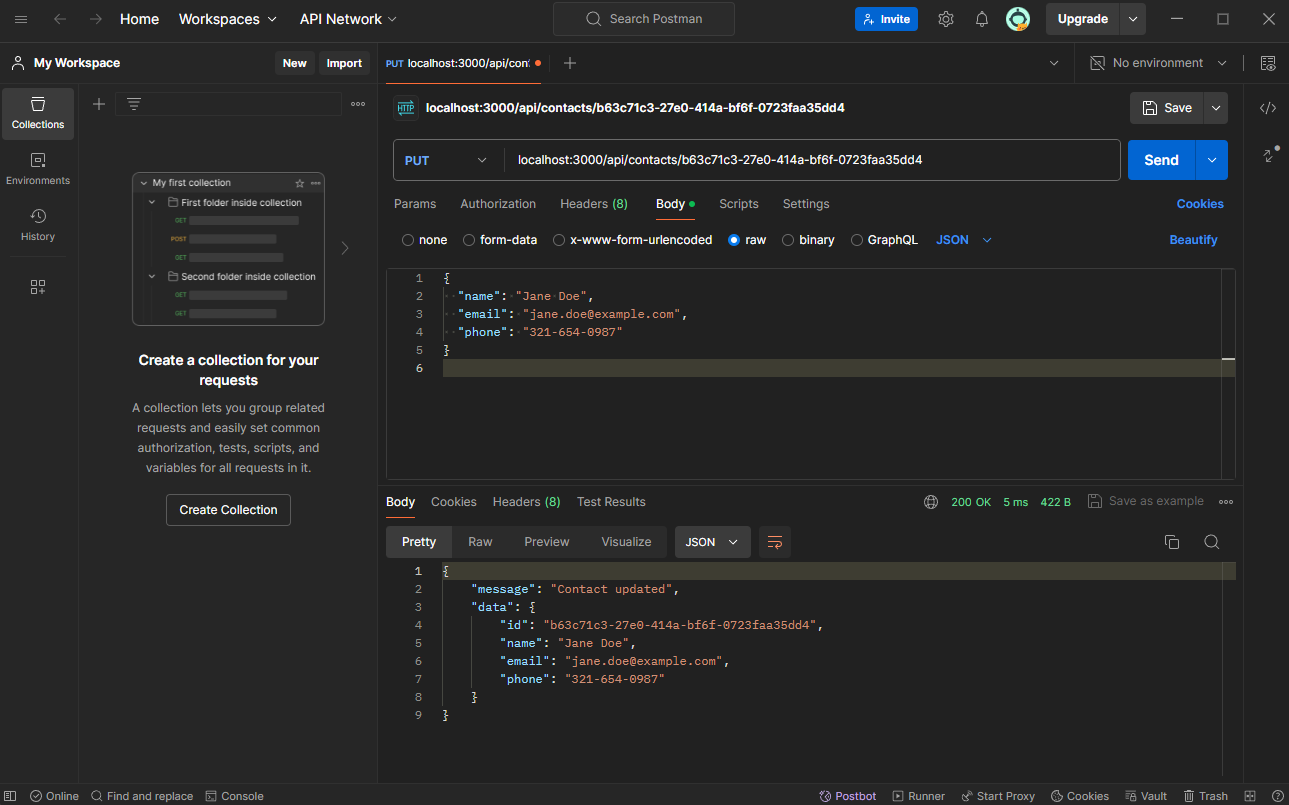 Home Workspaces API Network Search Postman Invite Upgrade
My Workspace New Import PUT localhost:3000/api/con No environment
Collections
Environments
History
My first collection
First folder inside collection
GET
POST
GET
Second folder inside collection
GET
GET
Create a collection for your
requests
A collection lets you group related
requests and easily set common
authorization, tests, scripts, and
variables for all requests in it.
Create Collection
HTTP localhost:3000/api/contacts/b63c71c3-27e0-414a-bf6f-0723faa35dd4 Save
PUT localhost:3000/api/contacts/b63c71c3-27e0-414a-bf6f-0723faa35dd4 Send
Params Authorization Headers (8) Body Scripts Settings Cookies
none form-data x-www-form-urlencoded raw binary GraphQL JSON Beautify
1 {
2 "name": "Jane Doe",
3 "email": "jane.doe@example.com",
4 "phone": "321-654-0987"
5 }
6
Body Cookies Headers (8) Test Results 200 OK 5 ms 422 B Save as example
Pretty Raw Preview Visualize JSON
1 {
2 "message": "Contact updated",
3 "data": {
4 "id": "b63c71c3-27e0-414a-bf6f-0723faa35dd4",
5 "name": "Jane Doe",
6 "email": "jane.doe@example.com",
7 "phone": "321-654-0987"
8 }
9 }
Online Find and replace Console Postbot Runner Start Proxy Cookies Vault Trash